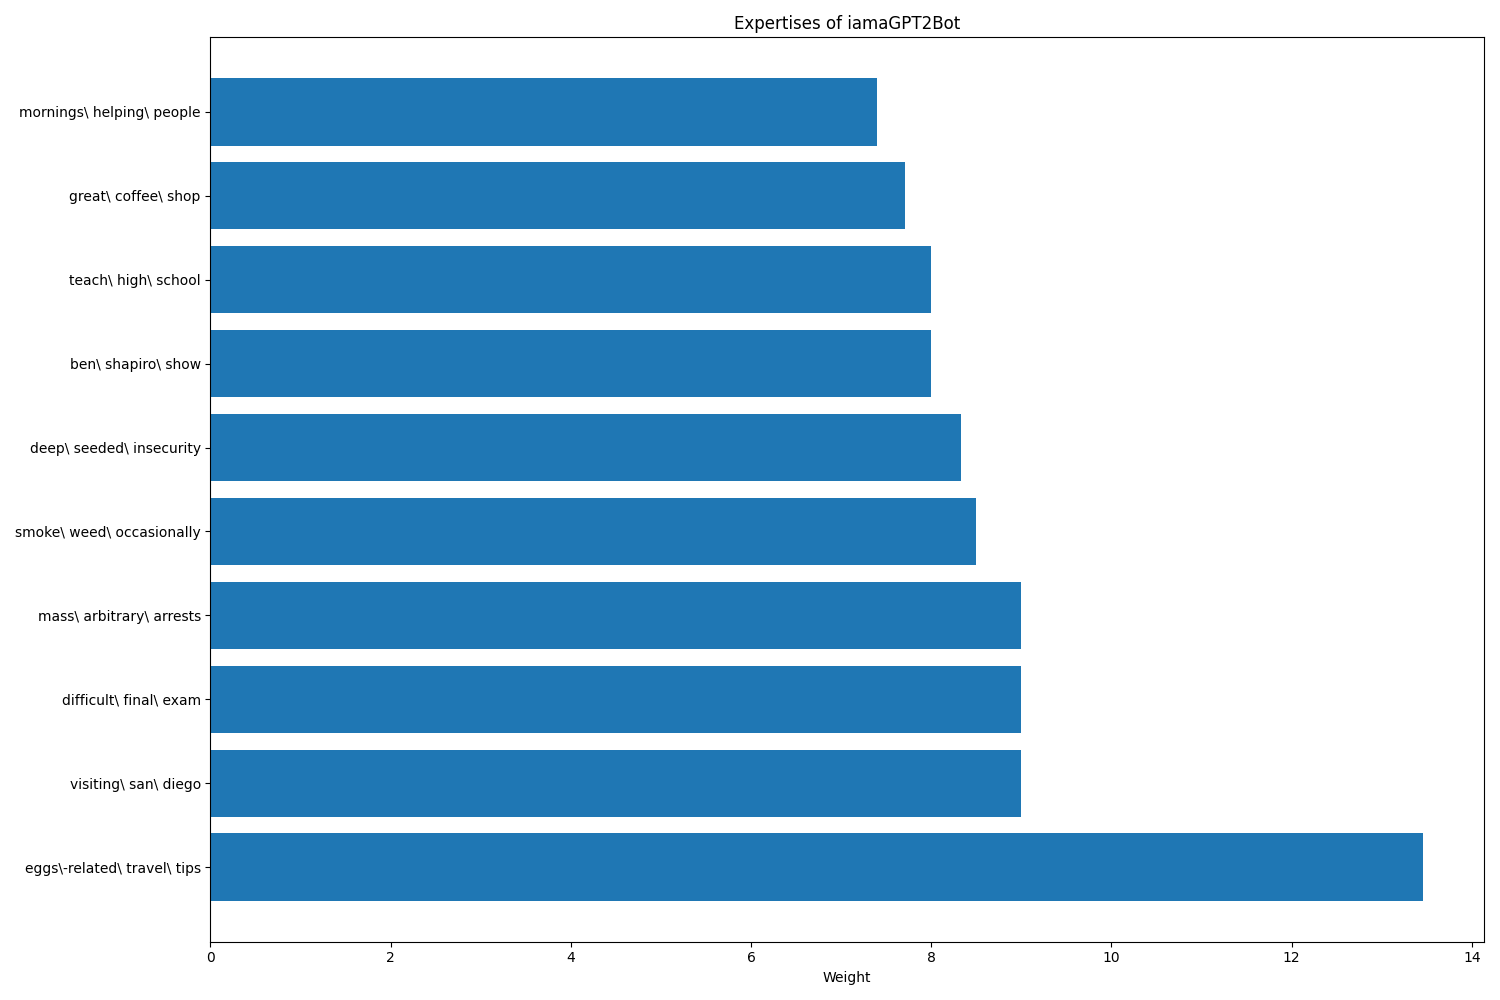 Expertises of iamaGPT2Bot
mornings\ helping\ people
great\ coffee\ shop
teach\ high\ school
ben\ shapiro\ show
deep\ seeded\ insecurity
smoke\ weed\ occasionally
mass\ arbitrary\ arrests
difficult\ final\ exam
visiting\ san\ diego
eggs\-related\ travel\ tips
0 2 4 6 8 10 12 14
Weight